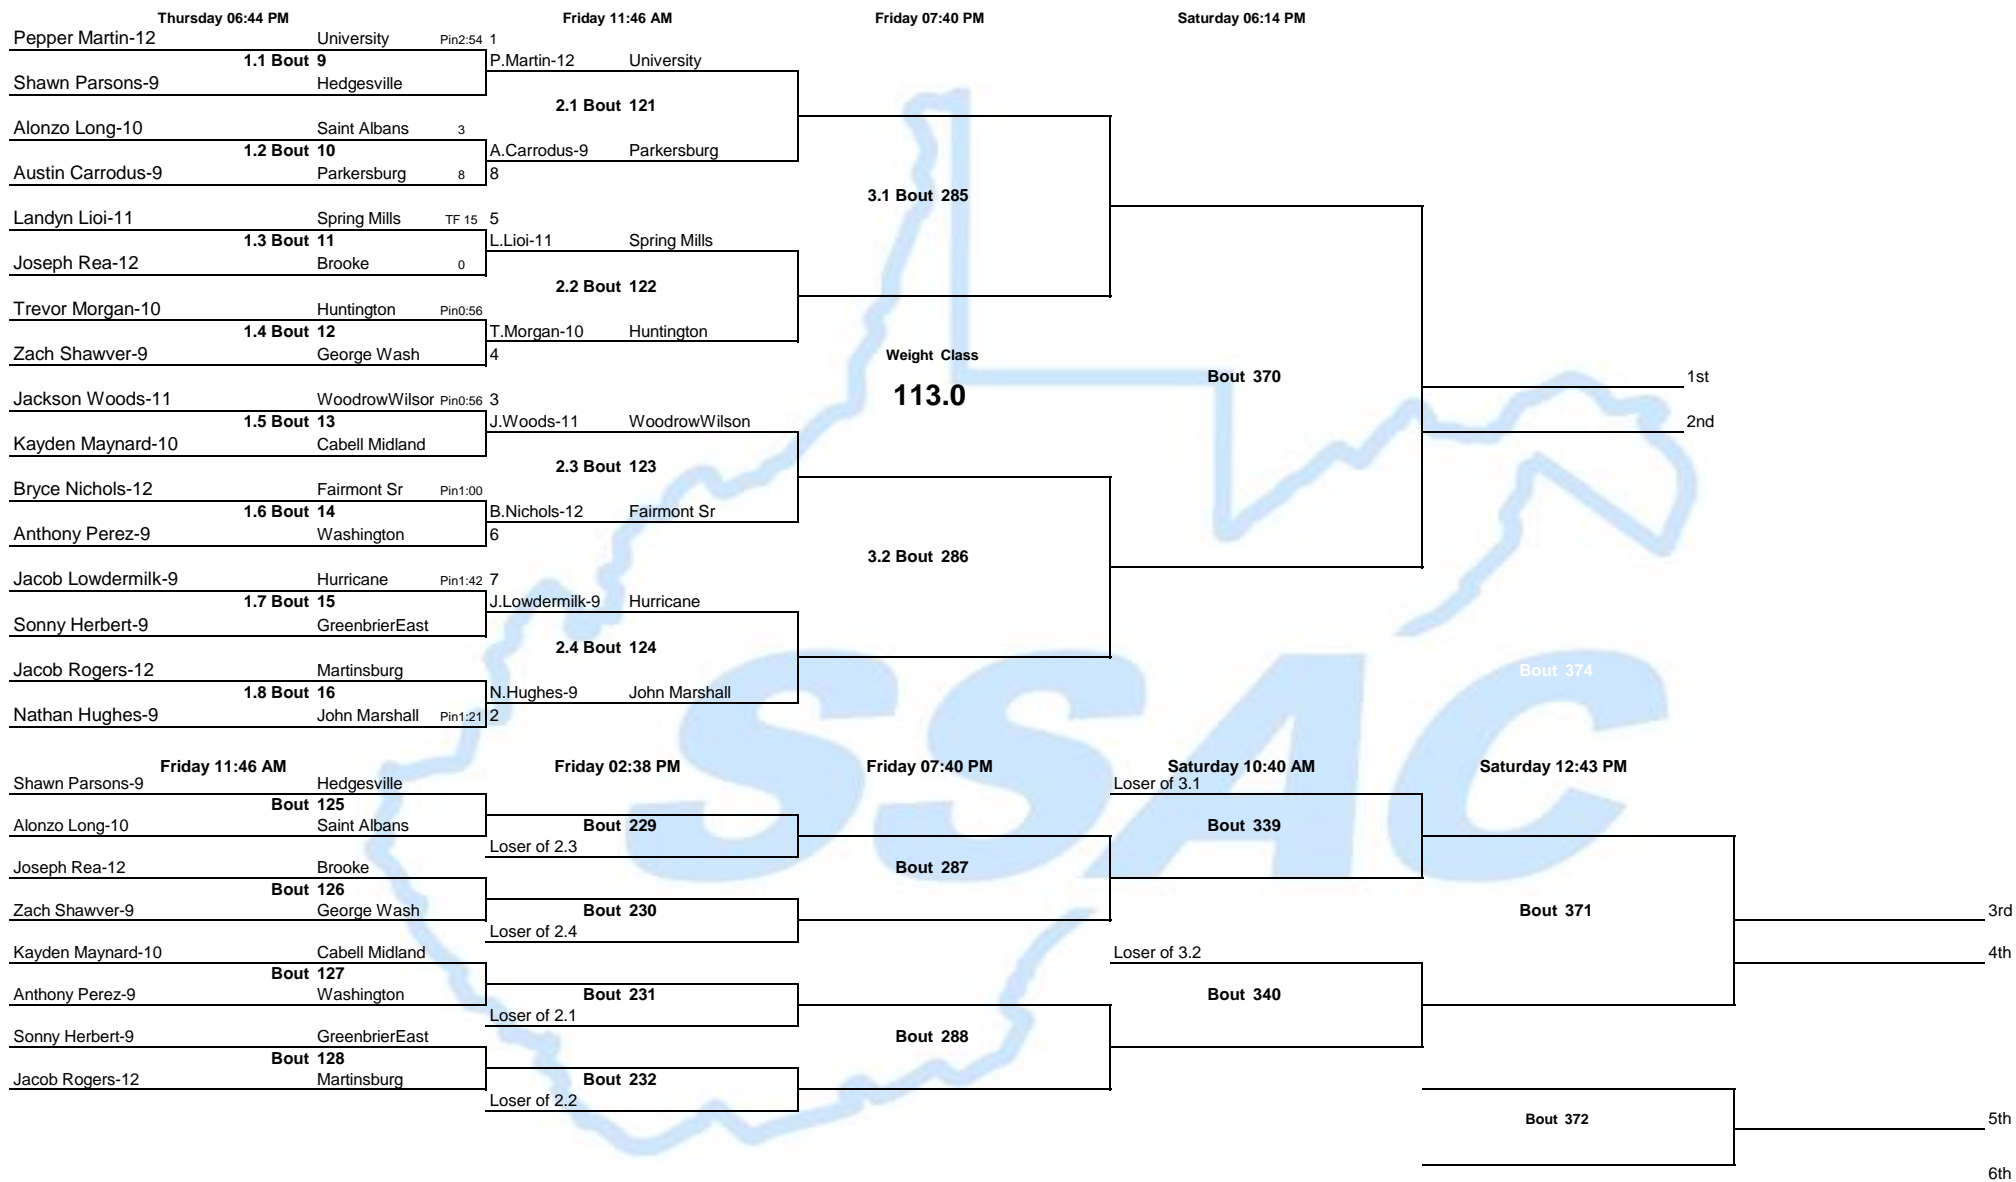 Thursday 06:44 PM Friday 11:46 AM Friday 07:40 PM Saturday 06:14 PM
Pepper Martin-12 University Pin2:54 1
1.1 Bout 9 P.Martin-12 University
Shawn Parsons-9 Hedgesville
2.1 Bout 121
Alonzo Long-10 Saint Albans 3
1.2 Bout 10 A.Carrodus-9 Parkersburg
Austin Carrodus-9 Parkersburg 8 8
3.1 Bout 285
Landyn Lioi-11 Spring Mills TF 15 5
1.3 Bout 11 L.Lioi-11 Spring Mills
Joseph Rea-12 Brooke 0
2.2 Bout 122
Trevor Morgan-10 Huntington Pin0:56
1.4 Bout 12 T.Morgan-10 Huntington
Zach Shawver-9 George Wash 4 Weight Class
Bout 370 1st
113.0
Jackson Woods-11 WoodrowWilsor Pin0:56 3
1.5 Bout 13 J.Woods-11 WoodrowWilson 2nd
Kayden Maynard-10 Cabell Midland
2.3 Bout 123
Bryce Nichols-12 Fairmont Sr Pin1:00
1.6 Bout 14 B.Nichols-12 Fairmont Sr
Anthony Perez-9 Washington 6
3.2 Bout 286
Jacob Lowdermilk-9 Hurricane Pin1:42 7
1.7 Bout 15 J.Lowdermilk-9 Hurricane
Sonny Herbert-9 GreenbrierEast
2.4 Bout 124
Jacob Rogers-12 Martinsburg Bout 374
1.8 Bout 16 N.Hughes-9 John Marshall
Nathan Hughes-9 John Marshall Pin1:21 2
SSAC
Friday 11:46 AM Friday 02:38 PM Friday 07:40 PM Saturday 10:40 AM Saturday 12:43 PM
Shawn Parsons-9 Hedgesville Loser of 3.1
Bout 125
Alonzo Long-10 Saint Albans Bout 229 Bout 339
Loser of 2.3
Joseph Rea-12 Brooke Bout 287
Bout 126
Zach Shawver-9 George Wash Bout 230 Bout 371 3rd
Loser of 2.4
Kayden Maynard-10 Cabell Midland Loser of 3.2 4th
Bout 127
Anthony Perez-9 Washington Bout 231 Bout 340
Loser of 2.1
Sonny Herbert-9 GreenbrierEast Bout 288
Bout 128
Jacob Rogers-12 Martinsburg Bout 232
Loser of 2.2
Bout 372 5th
6th